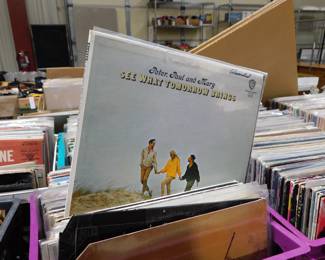 Peter, Paul and Mary
SEE WHAT TOMORROW BRINGS